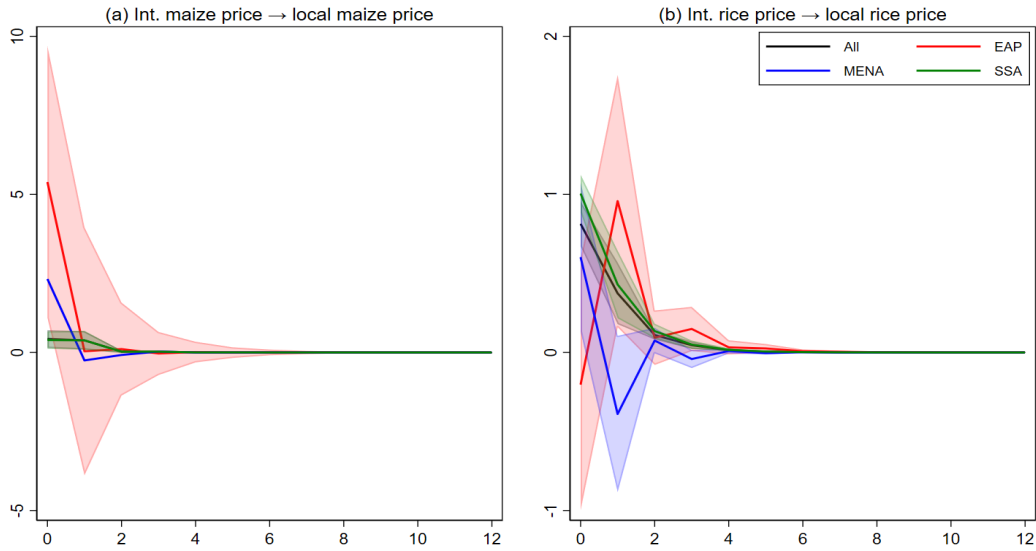 (a) Int. maize price → local maize price
10
5
0
-5
0 2 4 6 8 10 12
(b) Int. rice price → local rice price
All EAP
MENA SSA
2
1
0
-1
0 2 4 6 8 10 12